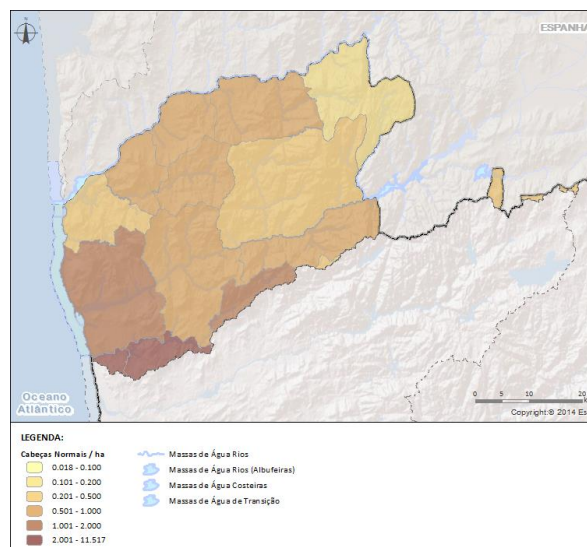 N
ESPANHA
Oceano
Atlântico
0 5 10 20
Copyright:© 2014 Es
LEGENDA:
Cabeças Normais / ha
0.018 - 0.100
0.101 - 0.200
0.201 - 0.500
0.501 - 1.000
1.001 - 2.000
2.001 - 11.517
Massas de Água Rios
Massas de Água Rios (Albufeiras)
Massas de Água Costeiras
Massas de Água de Transição